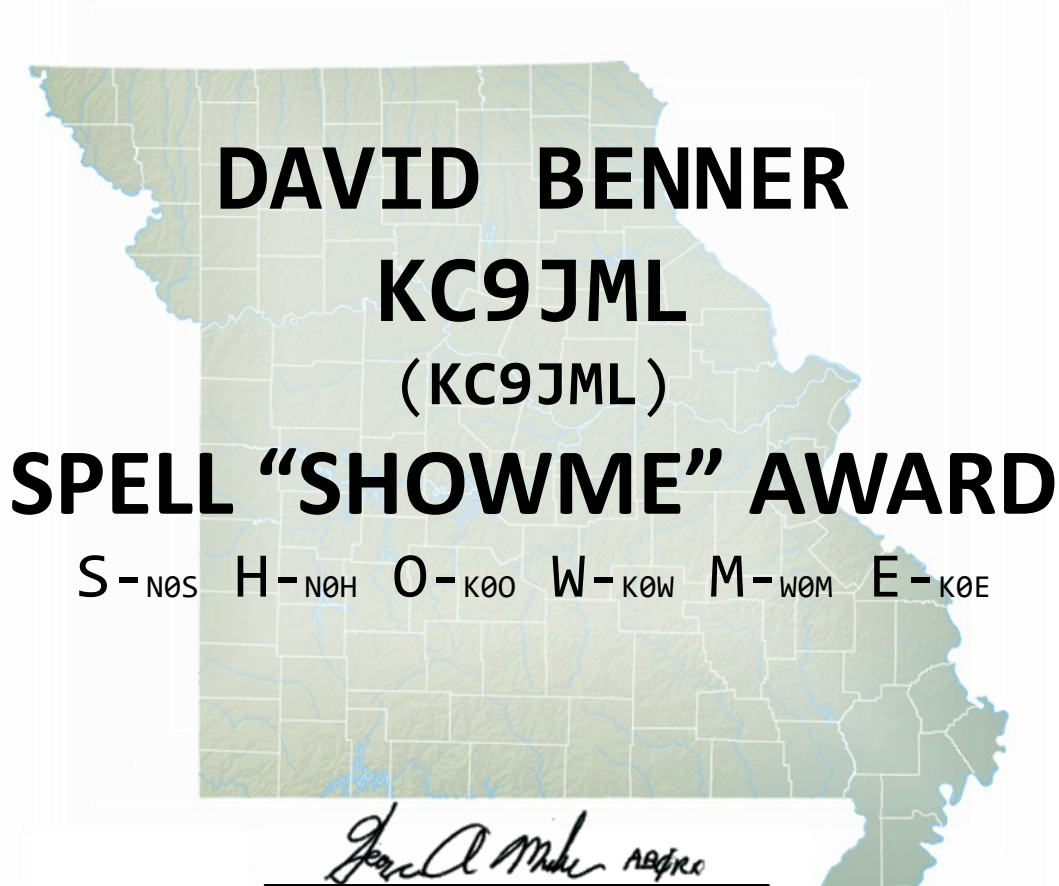 DAVID BENNER
KC9JML
(KC9JML)
SPELL “SHOWME” AWARD
S-N0S H-N0H O-K0O W-K0W M-W0M E-K0E